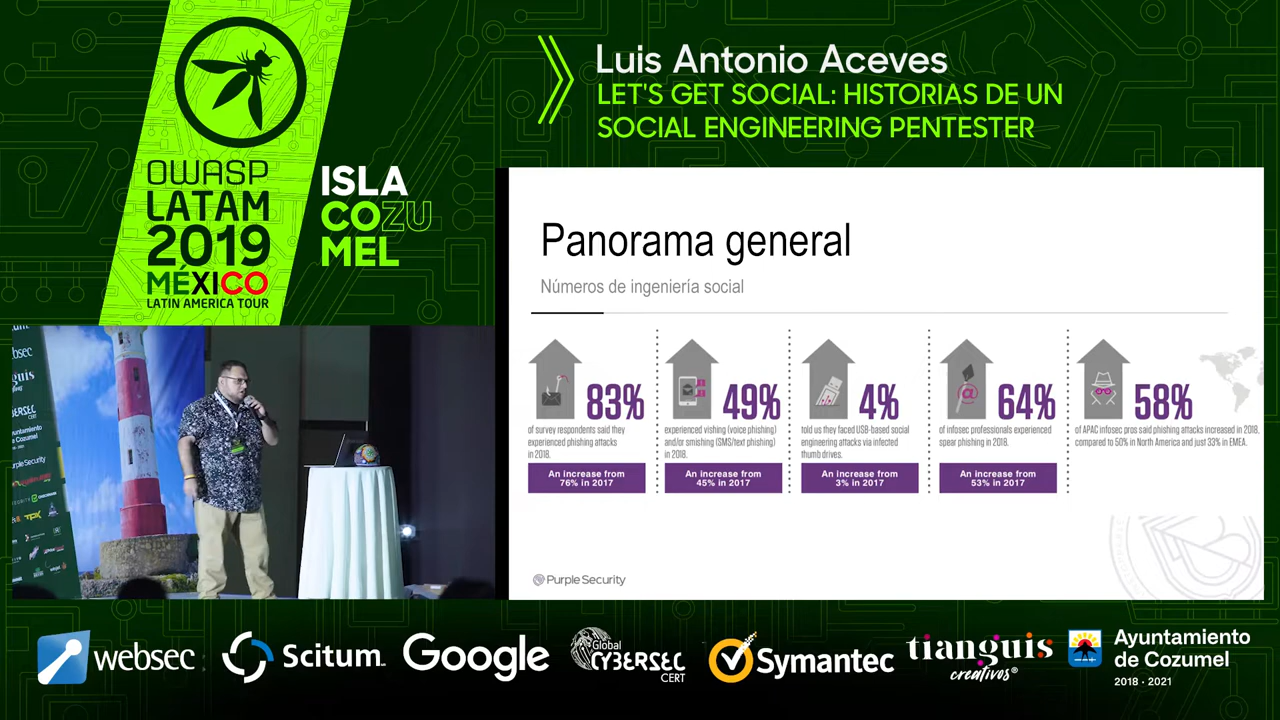 OWASP
LATAM
2019
MÉXICO
LATIN AMERICA TOUR
ISLA
COZU
MEL
Luis Antonio Aceves
LET'S GET SOCIAL: HISTORIAS DE UN
SOCIAL ENGINEERING PENTESTER
Panorama general
Números de ingeniería social
83%
of survey respondents said they
experienced phishing attacks
in 2018.
An increase from
76% in 2017
49%
experienced vishing (voice phishing)
and/or smishing (SMS/text phishing)
in 2018.
An increase from
45% in 2017
4%
told us they faced USB-based social
engineering attacks via infected
thumb drives.
An increase from
3% in 2017
64%
of infosec professionals experienced
spear phishing in 2018.
An increase from
53% in 2017
58%
of APAC infosec pros said phishing attacks increased in 2018,
compared to 50% in North America and just 33% in EMEA.
Purple Security
Ayuntamiento
de Cozumel
Purple Security
websec
Scitum
Google
Global
CYBERSEC
CERT
Symantec
tianguis
creativos®
Ayuntamiento
de Cozumel
2018 - 2021